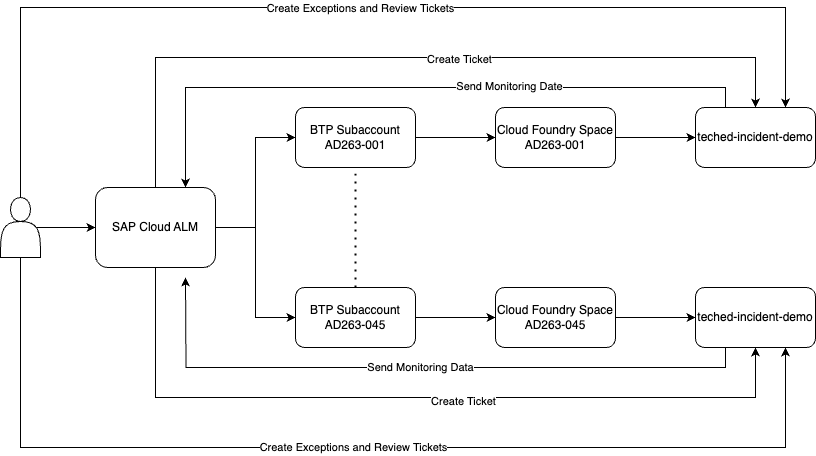 Create Exceptions and Review Tickets
Create Ticket
Send Monitoring Date
BTP Subaccount
AD263-001
Cloud Foundry Space
AD263-001
teched-incident-demo
SAP Cloud ALM
BTP Subaccount
AD263-045
Cloud Foundry Space
AD263-045
teched-incident-demo
Send Monitoring Data
Create Ticket
Create Exceptions and Review Tickets